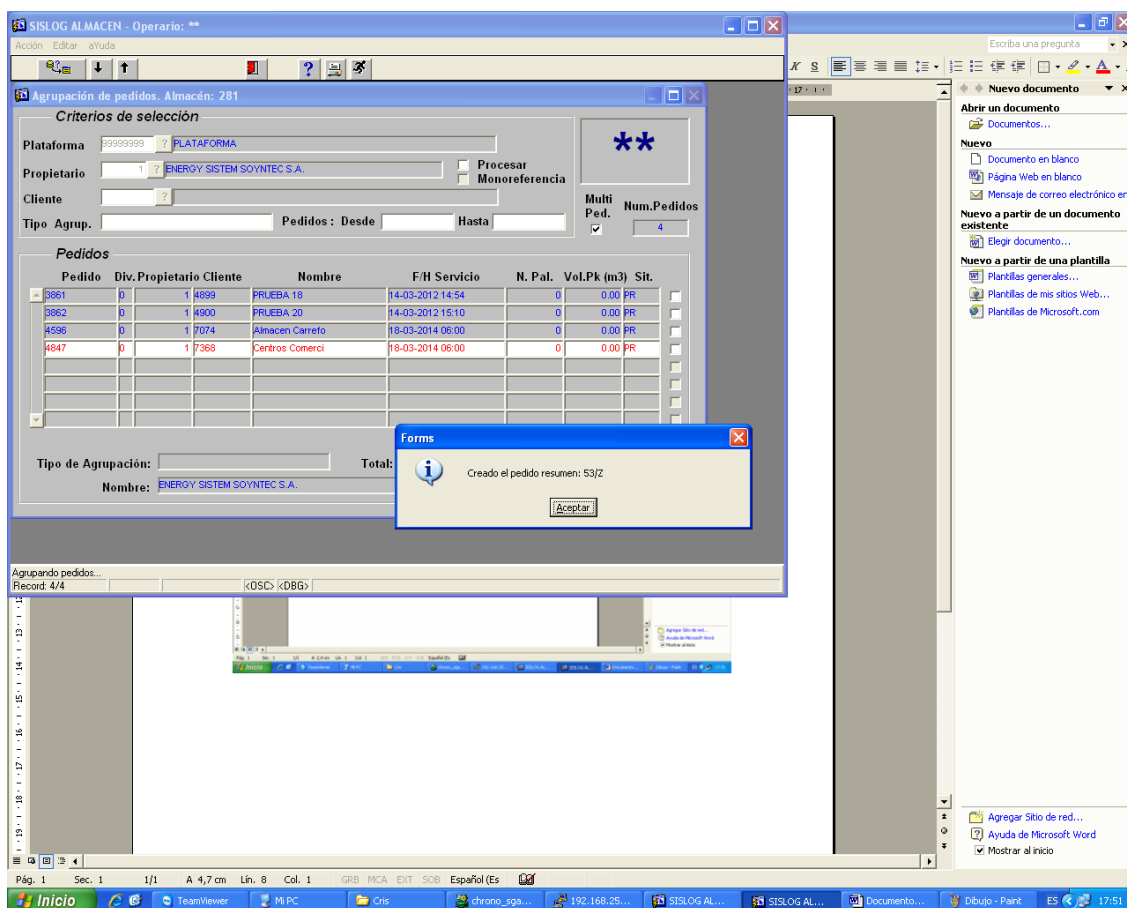 SISLOG ALMACEN - Operario: **
Acción Editar aYuda
Agrupación de pedidos. Almacén: 281
Criterios de selección
Plataforma 99999999 ? PLATAFORMA
Propietario 1 ? ENERGY SISTEM SOYNTEC S.A.
Procesar
Monoreferencia
Cliente ?
Tipo Agrup. Pedidos : Desde Hasta
**
Multi Ped. Num.Pedidos
4
Pedidos
Pedido Div. Propietario Cliente Nombre F/H Servicio N. Pal. Vol.Pk (m3) Sit.
3861 0 1 4899 PRUEBA 18 14-03-2012 14:54 0 0.00 PR
3862 0 1 4900 PRUEBA 20 14-03-2012 15:10 0 0.00 PR
4596 0 1 7074 Almacen Carrefo 18-03-2014 06:00 0 0.00 PR
4847 0 1 7368 Centros Comerci 18-03-2014 06:00 0 0.00 PR
Tipo de Agrupación: Total:
Nombre: ENERGY SISTEM SOYNTEC S.A.
Forms
Creado el pedido resumen: 53/Z
Aceptar
Agrupando pedidos...
Record: 4/4 <OSC> <DBG>
Escriba una pregunta
K S
17
Nuevo documento
Abrir un documento
Documentos...
Nuevo
Documento en blanco
Página Web en blanco
Mensaje de correo electrónico en
Nuevo a partir de un documento
existente
Elegir documento...
Nuevo a partir de una plantilla
Plantillas generales...
Plantillas de mis sitios Web...
Plantillas de Microsoft.com
Agregar Sitio de red...
Ayuda de Microsoft Word
Mostrar al inicio
12
13
14
15
16
17
18
19
Pág. 1 Sec. 1 1/1 A 4,7 cm Lín. 8 Col. 1 GRB MCA EXT SOB Español (Es
Inicio TeamViewer Mi PC Cris chrono_sga... 192.168.25... SISLOG AL... SISLOG AL... Documento... Dibujo - Paint ES 17:51